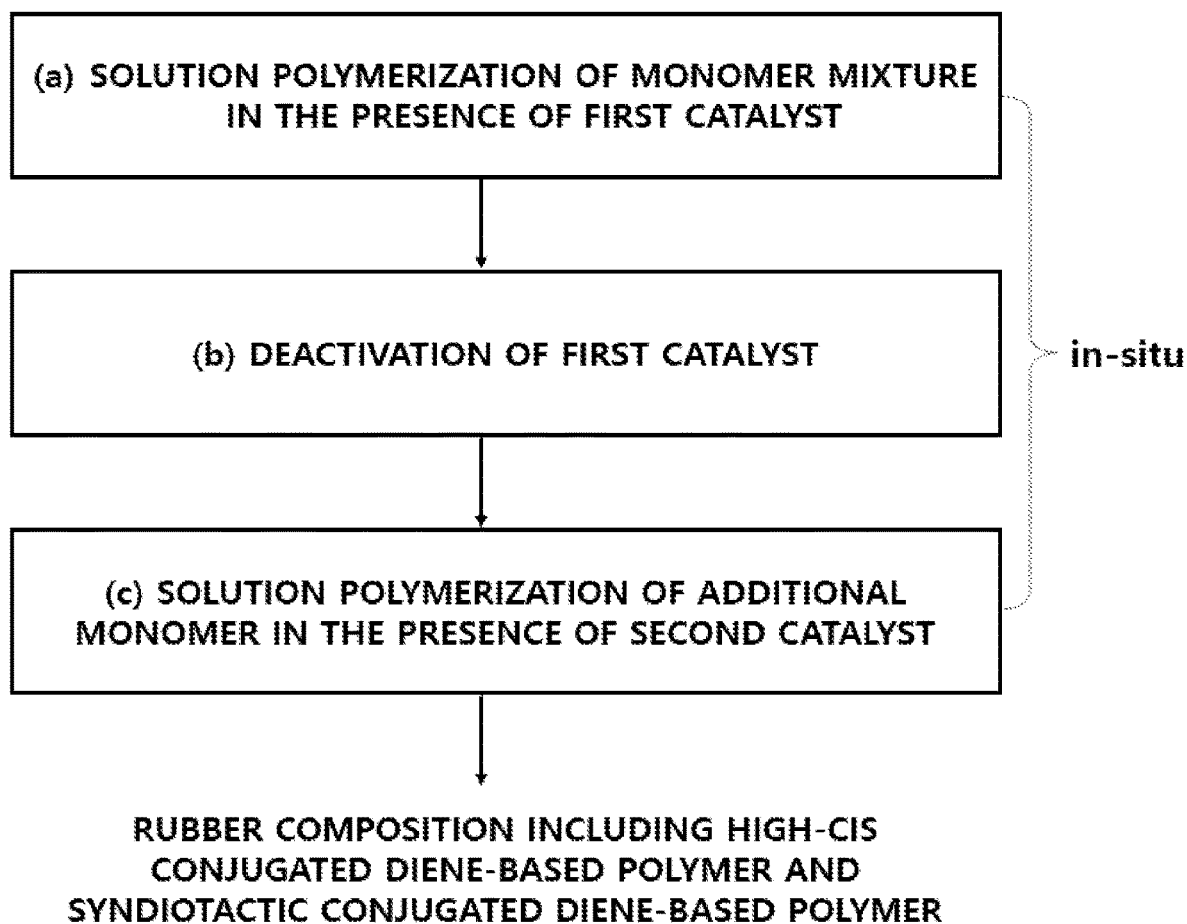 (a) SOLUTION POLYMERIZATION OF MONOMER MIXTURE
IN THE PRESENCE OF FIRST CATALYST
(b) DEACTIVATION OF FIRST CATALYST
in-situ
(c) SOLUTION POLYMERIZATION OF ADDITIONAL
MONOMER IN THE PRESENCE OF SECOND CATALYST
RUBBER COMPOSITION INCLUDING HIGH-CIS
CONJUGATED DIENE-BASED POLYMER AND
SYNDIOTACTIC CONJUGATED DIENE-BASED POLYMER